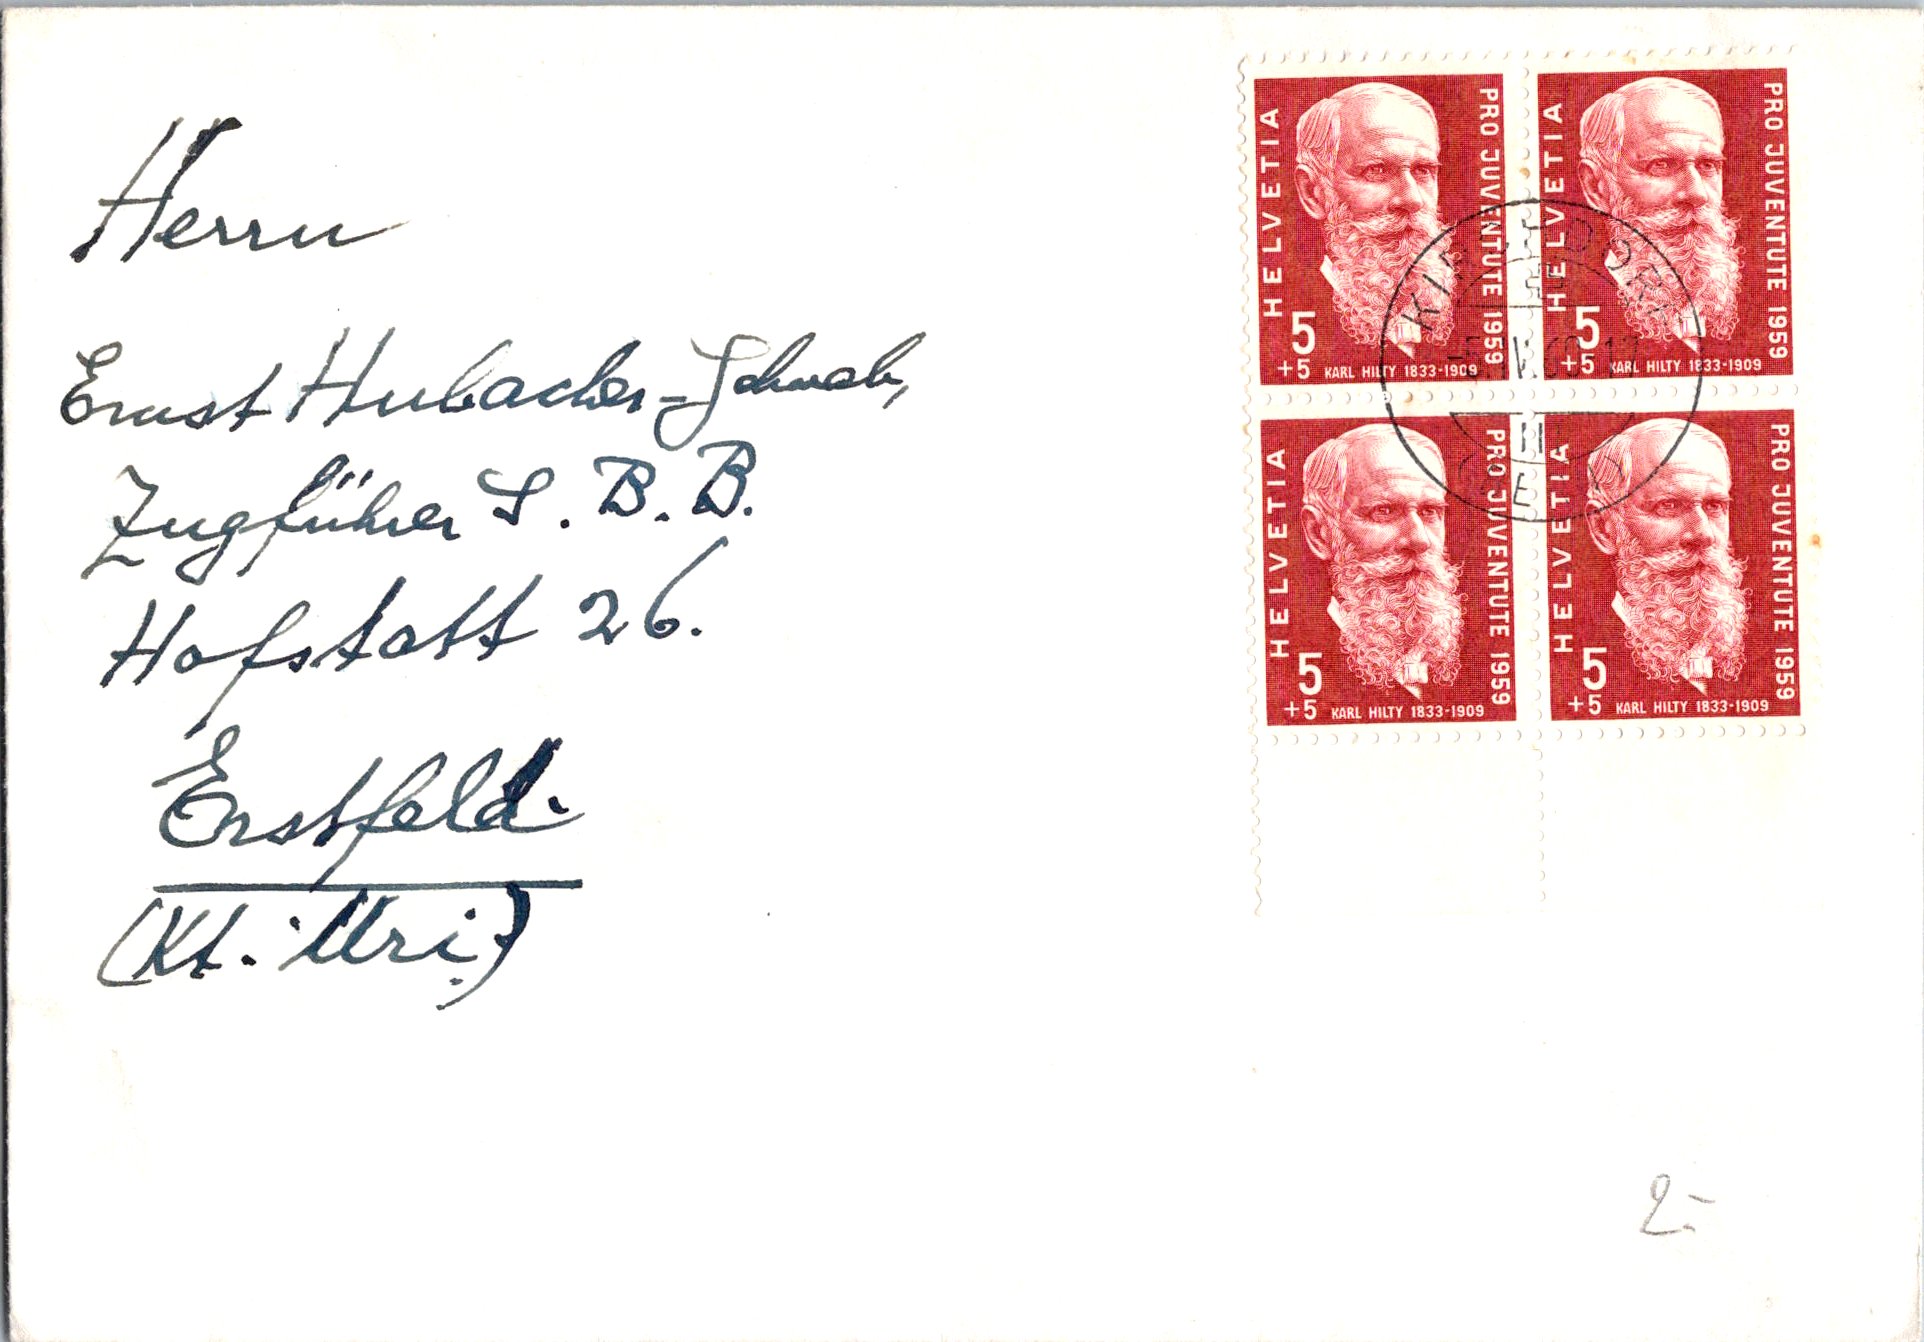 Herrn
Ernst Hubacher-Schwab,
Zugführer S.B.B.
Hofstatt 26.
Erstfeld.
(Kt. Uri.)
HELVETIA
PRO JUVENTUTE 1959
5
+5 KARL HILTY 1833-1909
HELVETIA
PRO JUVENTUTE 1959
5
+5 KARL HILTY 1833-1909
HELVETIA
PRO JUVENTUTE 1959
5
+5 KARL HILTY 1833-1909
HELVETIA
PRO JUVENTUTE 1959
5
+5 KARL HILTY 1833-1909
2.-